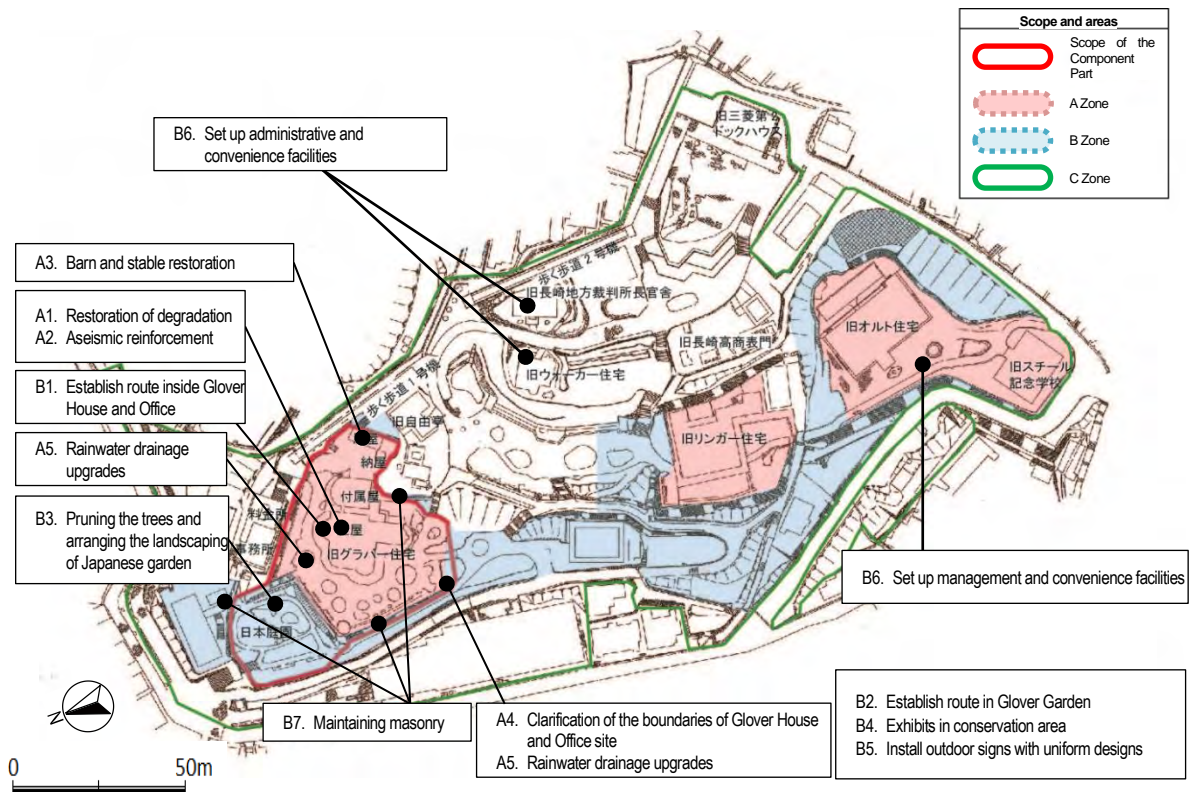 Scope and areas
Scope of the
Component
Part
A Zone
B Zone
C Zone
旧三菱第2
ドックハウス
B6. Set up administrative and
convenience facilities
A3. Barn and stable restoration
歩く歩道2号機
旧長崎地方裁判所長官舎
A1. Restoration of degradation
A2. Aseismic reinforcement
旧長崎高商表門
旧オルト住宅
旧ウォーカー住宅
旧スチール
記念学校
B1. Establish route inside Glover
House and Office
歩く歩道1号機
旧自由亭
旧リンガー住宅
A5. Rainwater drainage
upgrades
納屋
付属屋
料金所
B3. Pruning the trees and
arranging the landscaping
of Japanese garden
屋
事務所
旧グラバー住宅
B6. Set up management and convenience facilities
日本庭園
N
B7. Maintaining masonry
A4. Clarification of the boundaries of Glover House
and Office site
A5. Rainwater drainage upgrades
B2. Establish route in Glover Garden
B4. Exhibits in conservation area
B5. Install outdoor signs with uniform designs
0 50m